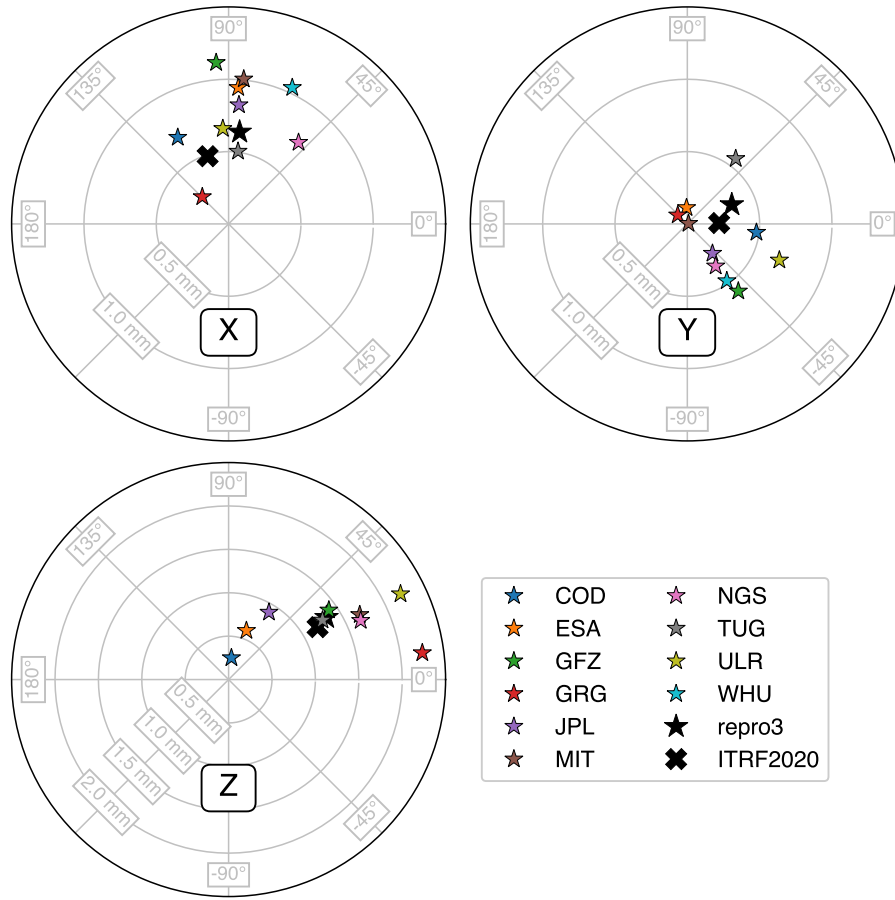 90°
135°
45°
180°
0°
0.5 mm
1.0 mm
X
-45°
-90°
90°
135°
45°
180°
0°
0.5 mm
1.0 mm
Y
-45°
-90°
90°
135°
45°
180°
0°
0.5 mm
1.0 mm
1.5 mm
2.0 mm
Z
-45°
-90°
COD
ESA
GFZ
GRG
JPL
MIT
NGS
TUG
ULR
WHU
repro3
ITRF2020